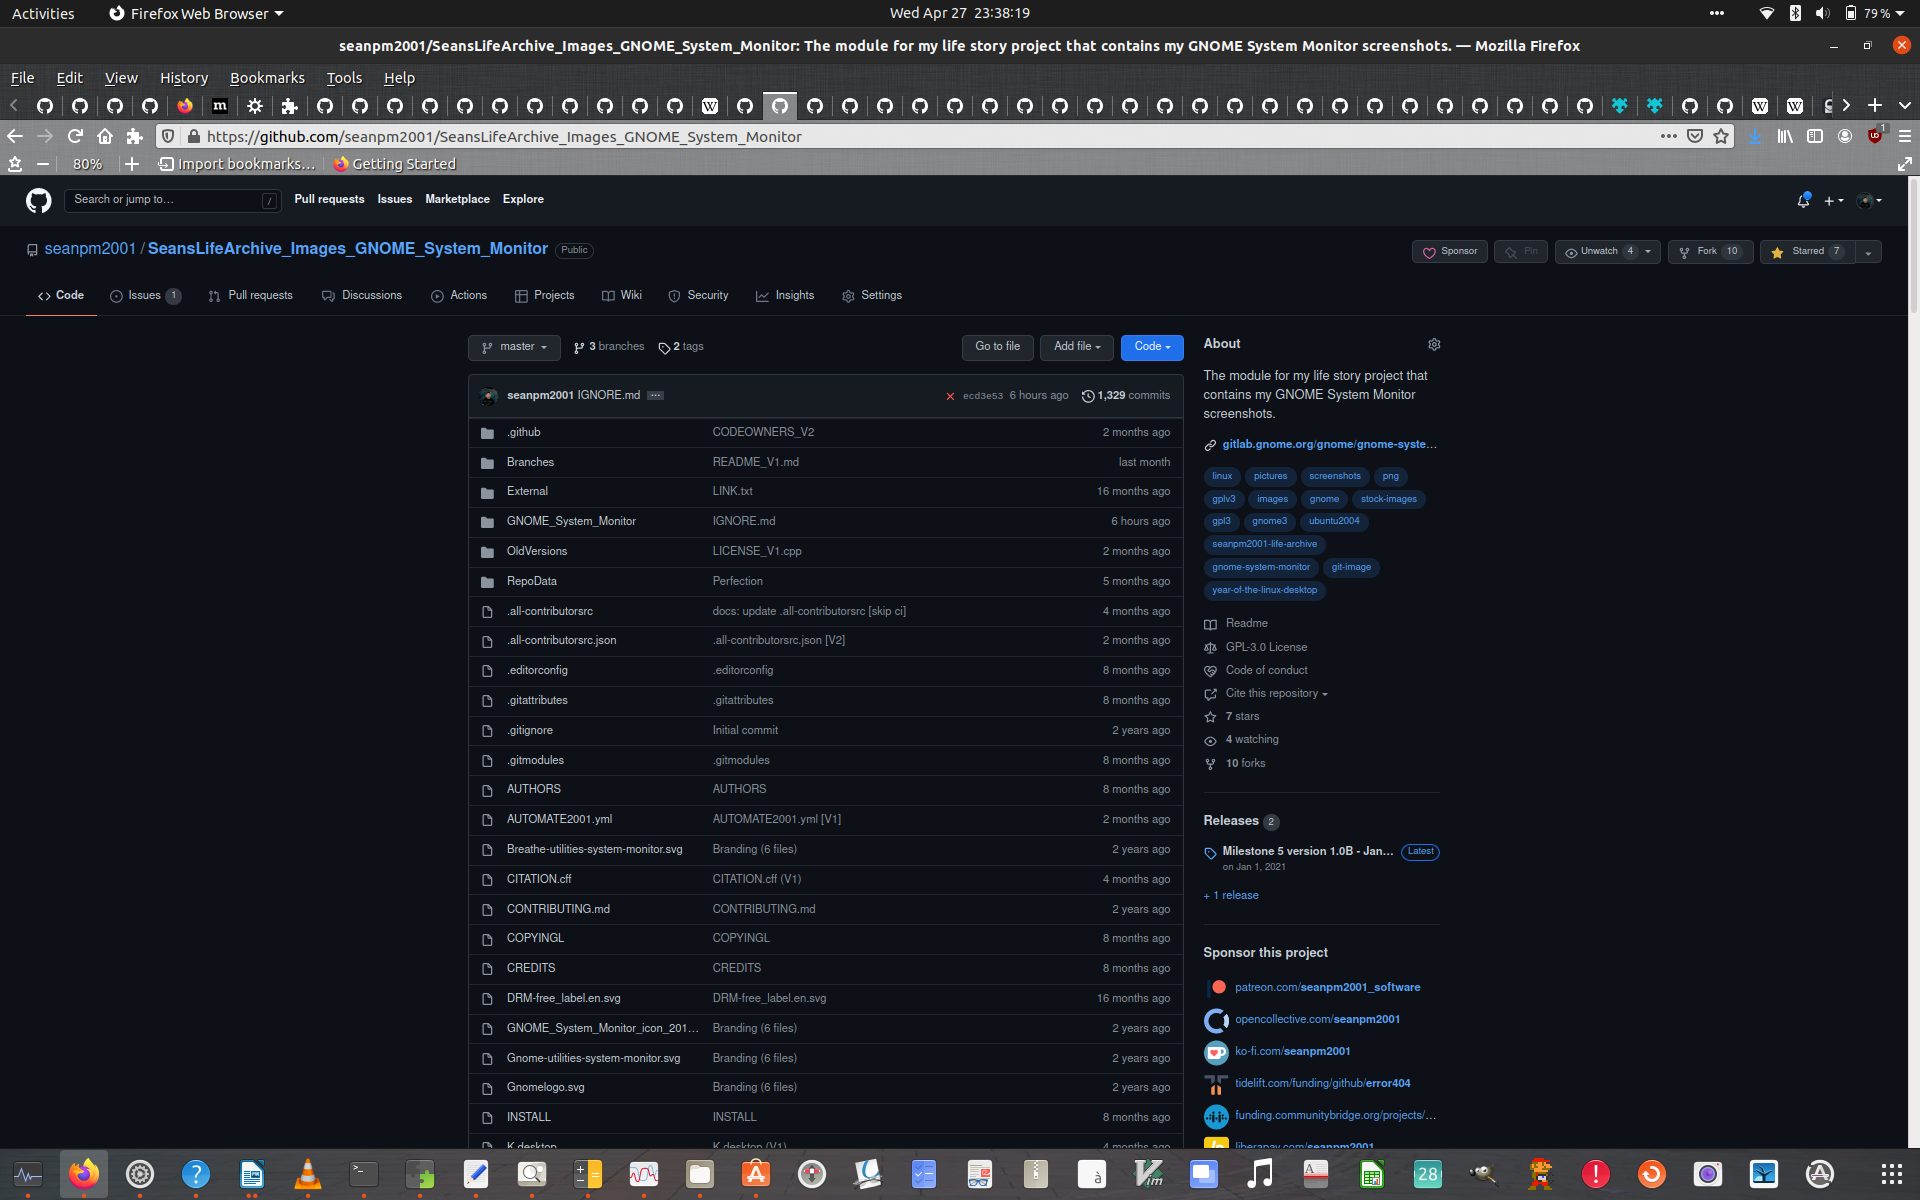 Activities
Firefox Web Browser
Wed Apr 27 23:38:19
79 %
seanpm2001/SeansLifeArchive_Images_GNOME_System_Monitor: The module for my life story project that contains my GNOME System Monitor screenshots. — Mozilla Firefox
File Edit View History Bookmarks Tools Help
https://github.com/seanpm2001/SeansLifeArchive_Images_GNOME_System_Monitor
1
80%
Import bookmarks...
Getting Started
Search or jump to... /
Pull requests Issues Marketplace Explore
seanpm2001 / SeansLifeArchive_Images_GNOME_System_Monitor Public
Sponsor Pin Unwatch 4 Fork 10 Starred 7
Code Issues 1 Pull requests Discussions Actions Projects Wiki Security Insights Settings
master 3 branches 2 tags Go to file Add file Code
seanpm2001 IGNORE.md ... ecd3e53 6 hours ago 1,329 commits
.github CODEOWNERS_V2 2 months ago
Branches README_V1.md last month
External LINK.txt 16 months ago
GNOME_System_Monitor IGNORE.md 6 hours ago
OldVersions LICENSE_V1.cpp 2 months ago
RepoData Perfection 5 months ago
.all-contributorsrc docs: update .all-contributorsrc [skip ci] 4 months ago
.all-contributorsrc.json .all-contributorsrc.json [V2] 2 months ago
.editorconfig .editorconfig 8 months ago
.gitattributes .gitattributes 8 months ago
.gitignore Initial commit 2 years ago
.gitmodules .gitmodules 8 months ago
AUTHORS AUTHORS 8 months ago
AUTOMATE2001.yml AUTOMATE2001.yml [V1] 2 months ago
Breathe-utilities-system-monitor.svg Branding (6 files) 2 years ago
CITATION.cff CITATION.cff (V1) 4 months ago
CONTRIBUTING.md CONTRIBUTING.md 2 years ago
COPYINGL COPYINGL 8 months ago
CREDITS CREDITS 8 months ago
DRM-free_label.en.svg DRM-free_label.en.svg 16 months ago
GNOME_System_Monitor_icon_201... Branding (6 files) 2 years ago
Gnome-utilities-system-monitor.svg Branding (6 files) 2 years ago
Gnomelogo.svg Branding (6 files) 2 years ago
INSTALL INSTALL 8 months ago
K.desktop K.desktop (V1) 4 months ago
About
The module for my life story project that
contains my GNOME System Monitor
screenshots.
gitlab.gnome.org/gnome/gnome-syste...
linux pictures screenshots png
gplv3 images gnome stock-images
gpl3 gnome3 ubuntu2004
seanpm2001-life-archive
gnome-system-monitor git-image
year-of-the-linux-desktop
Readme
GPL-3.0 License
Code of conduct
Cite this repository
7 stars
4 watching
10 forks
Releases 2
Milestone 5 version 1.0B - Jan... Latest
on Jan 1, 2021
+ 1 release
Sponsor this project
patreon.com/seanpm2001_software
opencollective.com/seanpm2001
ko-fi.com/seanpm2001
tidelift.com/funding/github/error404
funding.communitybridge.org/projects/...
liberapay.com/seanpm2001
28